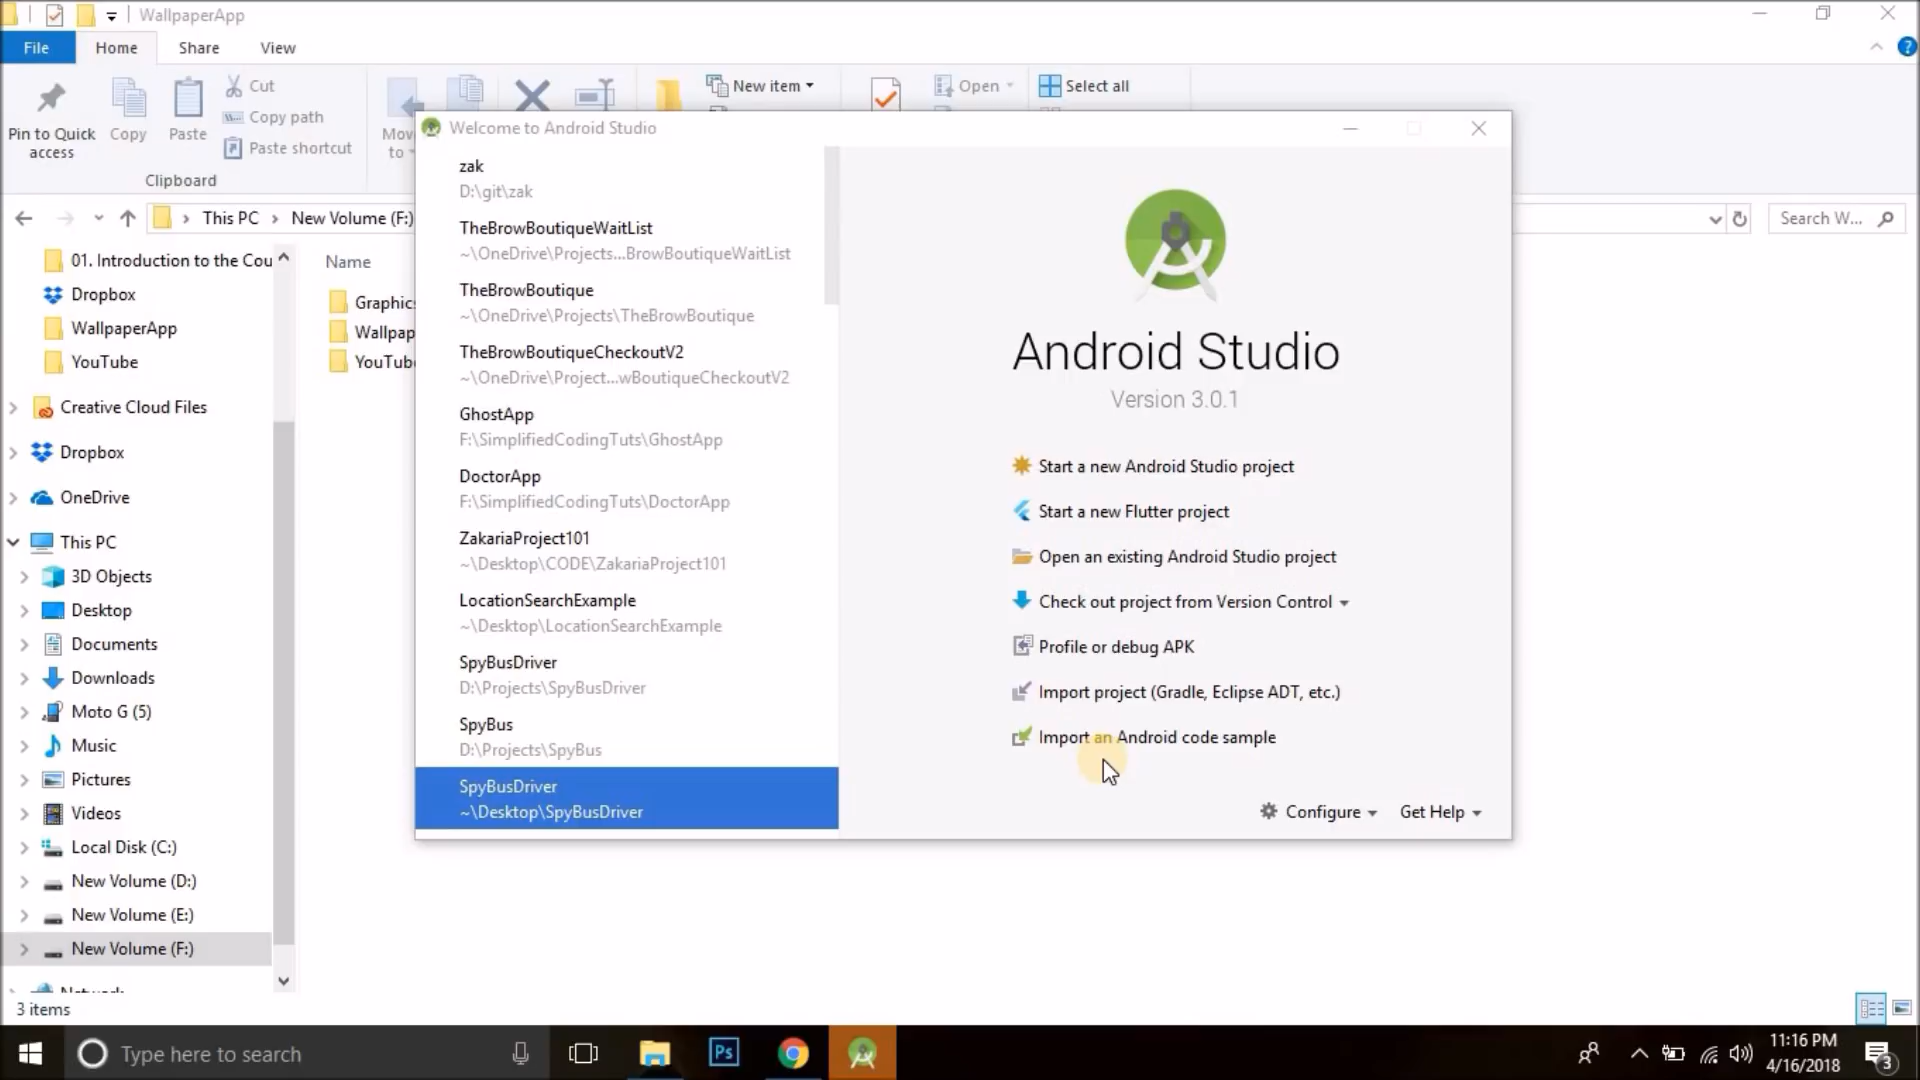 WallpaperApp
File
Home
Share
View
Pin to Quick access
Copy
Paste
Cut
Copy path
Paste shortcut
Clipboard
Move to
New item
Open
Select all
This PC
New Volume (F:)
Search W...
01. Introduction to the Cou
Dropbox
WallpaperApp
YouTube
Creative Cloud Files
Dropbox
OneDrive
This PC
3D Objects
Desktop
Documents
Downloads
Moto G (5)
Music
Pictures
Videos
Local Disk (C:)
New Volume (D:)
New Volume (E:)
New Volume (F:)
Network
3 items
Name
Graphics
Wallpap
YouTube
Welcome to Android Studio
zak
D:\git\zak
TheBrowBoutiqueWaitList
~\OneDrive\Projects...BrowBoutiqueWaitList
TheBrowBoutique
~\OneDrive\Projects\TheBrowBoutique
TheBrowBoutiqueCheckoutV2
~\OneDrive\Project...wBoutiqueCheckoutV2
GhostApp
F:\SimplifiedCodingTuts\GhostApp
DoctorApp
F:\SimplifiedCodingTuts\DoctorApp
ZakariaProject101
~\Desktop\CODE\ZakariaProject101
LocationSearchExample
~\Desktop\LocationSearchExample
SpyBusDriver
D:\Projects\SpyBusDriver
SpyBus
D:\Projects\SpyBus
SpyBusDriver
~\Desktop\SpyBusDriver
Android Studio
Version 3.0.1
Start a new Android Studio project
Start a new Flutter project
Open an existing Android Studio project
Check out project from Version Control
Profile or debug APK
Import project (Gradle, Eclipse ADT, etc.)
Import an Android code sample
Configure
Get Help
Type here to search
Ps
11:16 PM
4/16/2018
3